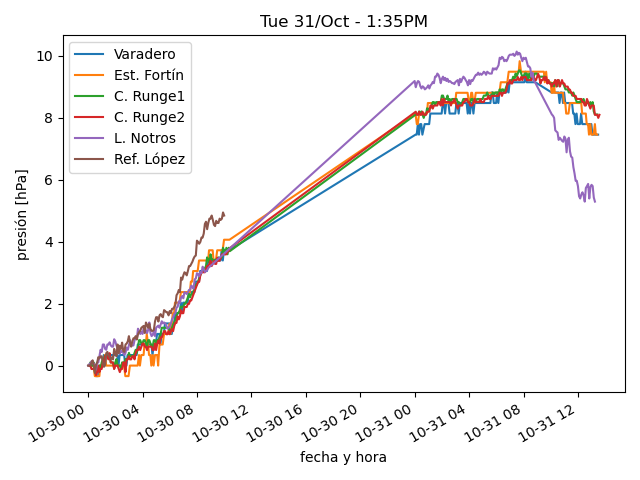 Tue 31/Oct - 1:35PM
Varadero
Est. Fortín
C. Runge1
C. Runge2
L. Notros
Ref. López
presión [hPa]
10
8
6
4
2
0
10-30 00
10-30 04
10-30 08
10-30 12
10-30 16
10-30 20
10-31 00
10-31 04
10-31 08
10-31 12
fecha y hora